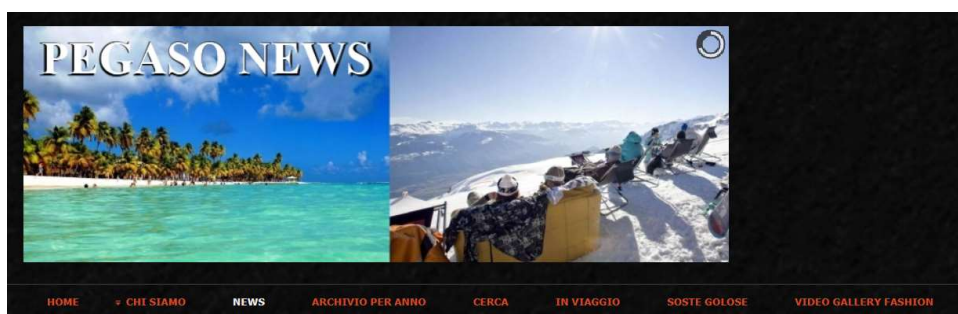 PEGASO NEWS
HOME CHI SIAMO NEWS ARCHIVIO PER ANNO CERCA IN VIAGGIO SOSTE GOLOSE VIDEO GALLERY FASHION